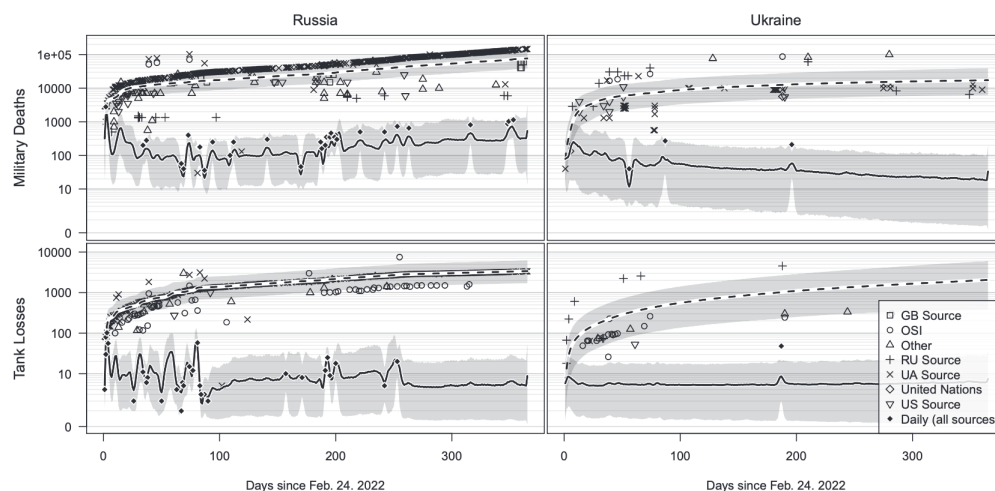 Russia
Ukraine
Military Deaths
1e+05
10000
1000
100
10
0
Tank Losses
10000
1000
100
10
0
GB Source
OSI
Other
RU Source
UA Source
United Nations
US Source
Daily (all sources
0 100 200 300
0 100 200 300
Days since Feb. 24. 2022
Days since Feb. 24. 2022